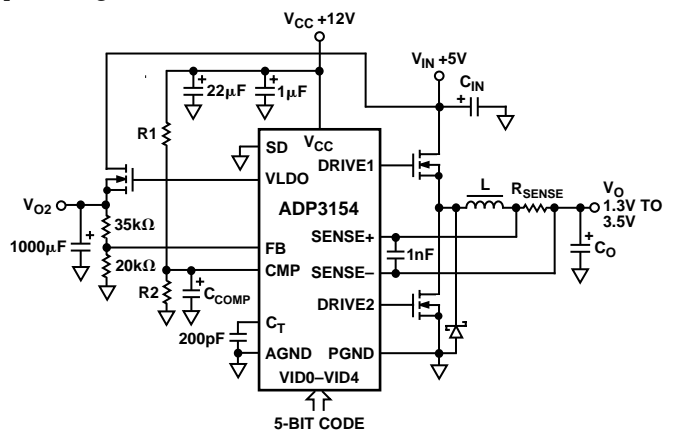 VCC +12V
VIN +5V
CIN
22μF
1μF
R1
VCC
SD
DRIVE1
VLDO
ADP3154
L
RSENSE
VO
1.3V TO
3.5V
VO2
35kΩ
SENSE+
1000μF
FB
1nF
CO
20kΩ
CMP
SENSE–
R2
CCOMP
DRIVE2
CT
200pF
AGND
PGND
VID0–VID4
5-BIT CODE